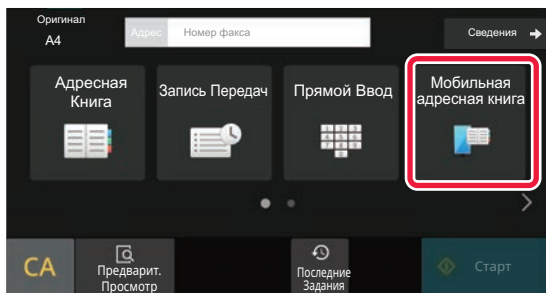 Оригинал
A4
Адрес
Номер факса
Сведения
Адресная
Книга
Запись Передач
Прямой Ввод
Мобильная
адресная книга
CA
Предварит.
Просмотр
Последние
Задания
Старт